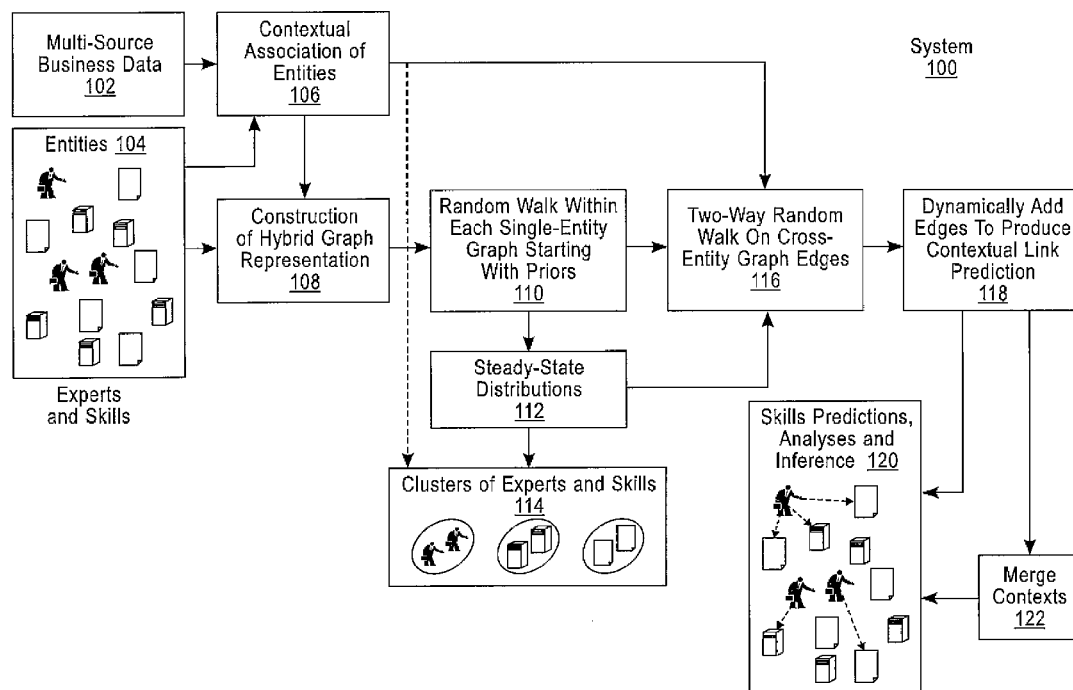 Multi-Source
Business Data
102
Contextual
Association of
Entities
106
System
100
Entities 104
Experts
and Skills
Construction
of Hybrid Graph
Representation
108
Random Walk Within
Each Single-Entity
Graph Starting
With Priors
110
Two-Way Random
Walk On Cross-
Entity Graph Edges
116
Dynamically Add
Edges To Produce
Contextual Link
Prediction
118
Steady-State
Distributions
112
Clusters of Experts and Skills
114
Skills Predictions,
Analyses and
Inference 120
Merge
Contexts
122